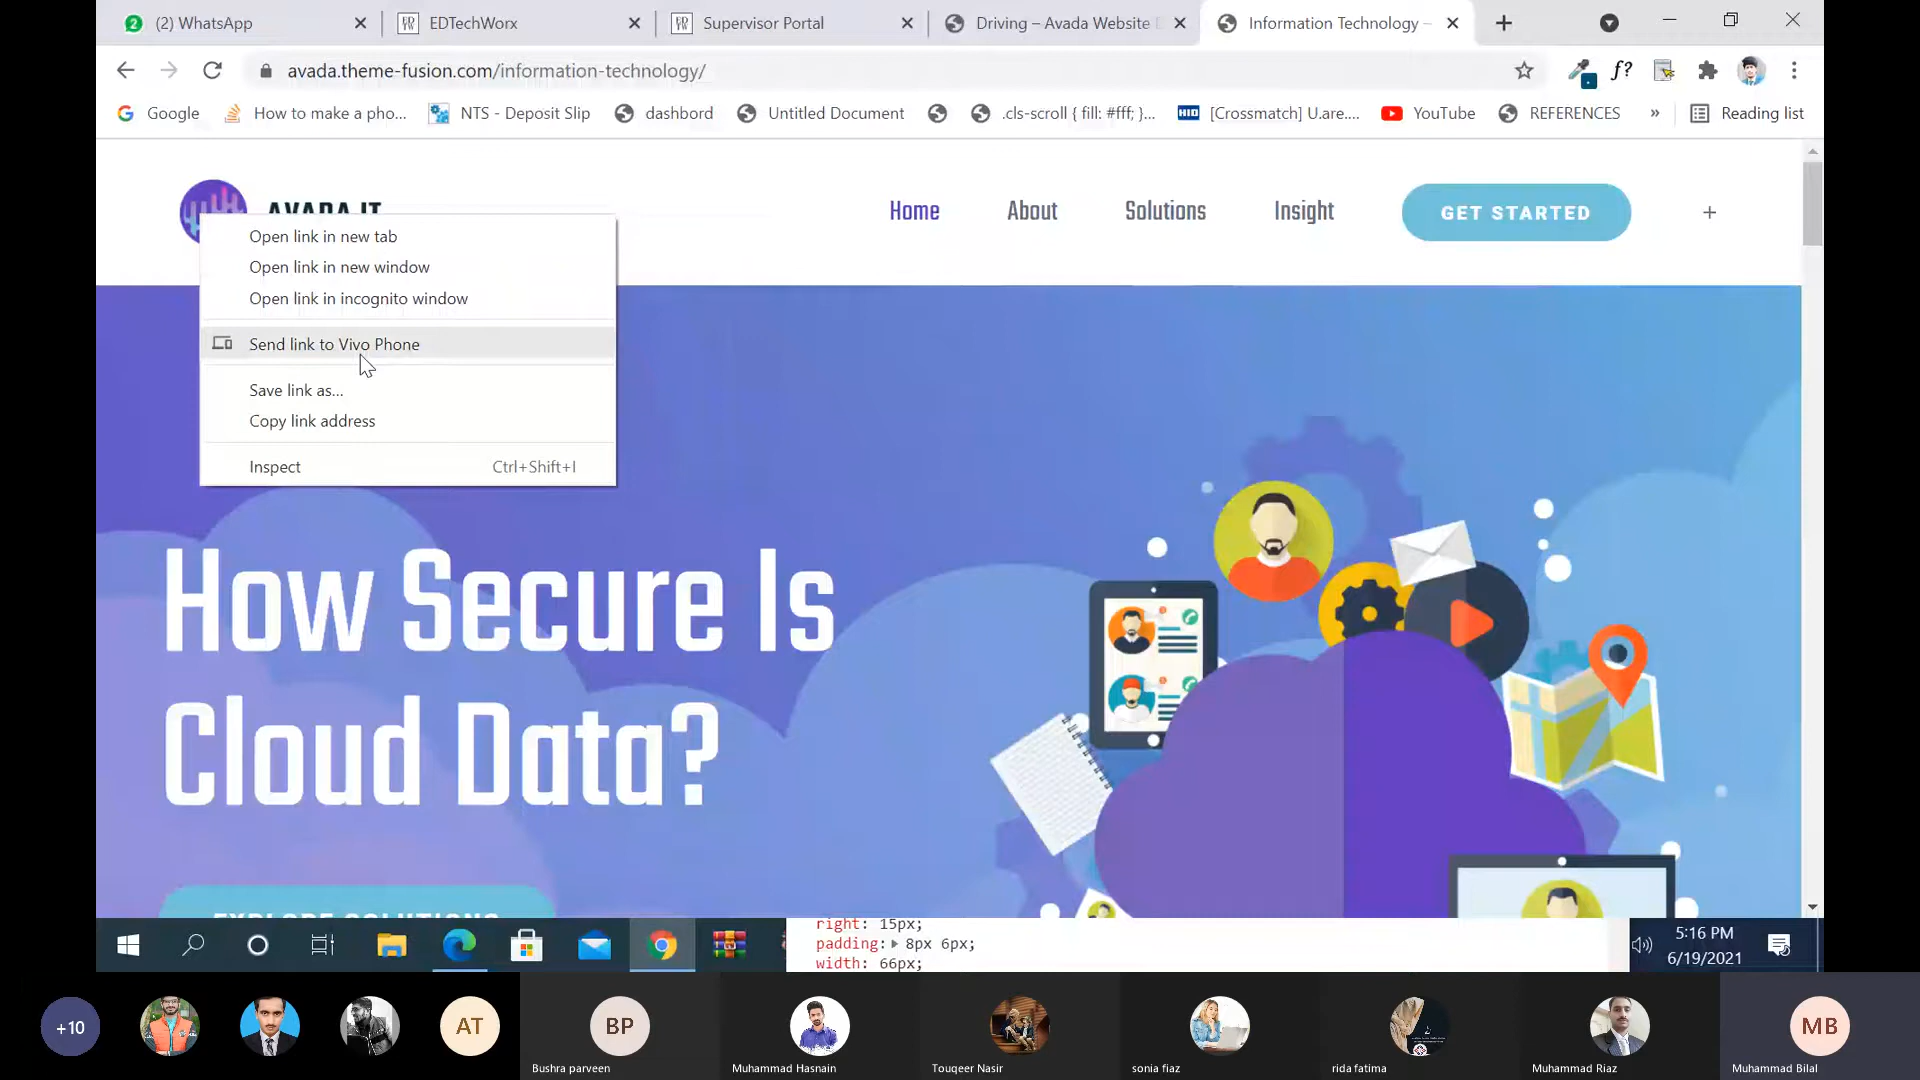 (2) WhatsApp
EDTechWorx
Supervisor Portal
Driving – Avada Website
Information Technology –
avada.theme-fusion.com/information-technology/
f?
Google
How to make a pho...
NTS - Deposit Slip
dashbord
Untitled Document
.cls-scroll { fill: #fff; }...
HID
[Crossmatch] U.are....
YouTube
REFERENCES
»
Reading list
AVADA IT
Home
About
Solutions
Insight
GET STARTED
+
Open link in new tab
Open link in new window
Open link in incognito window
Send link to Vivo Phone
Save link as...
Copy link address
Inspect Ctrl+Shift+I
How Secure Is
Cloud Data?
EXPLORE SOLUTIONS
right: 15px;
padding: 8px 6px;
width: 66px;
5:16 PM
6/19/2021
+10
AT
BP
MB
Bushra parveen
Muhammad Hasnain
Touqeer Nasir
sonia fiaz
rida fatima
Muhammad Riaz
Muhammad Bilal